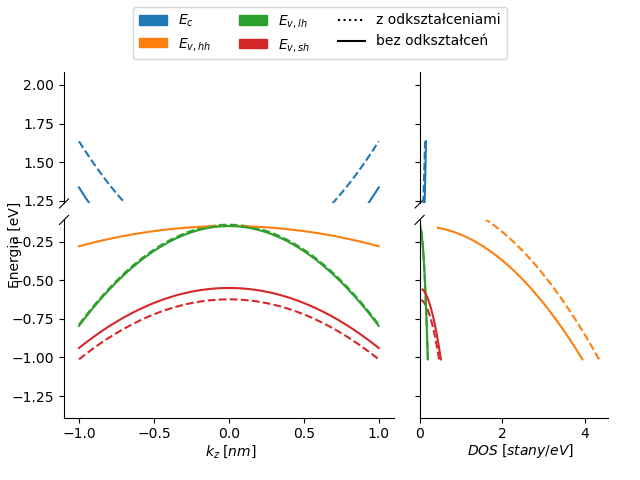 E_c E_{v, lh} z odkształceniami
E_{v, hh} E_{v, sh} bez odkształceń
2.00
1.75
1.50
1.25
−0.25
−0.50
−0.75
−1.00
−1.25
Energia [eV]
−1.0 −0.5 0.0 0.5 1.0
k_z [nm]
0 2 4
DOS [stany/eV]